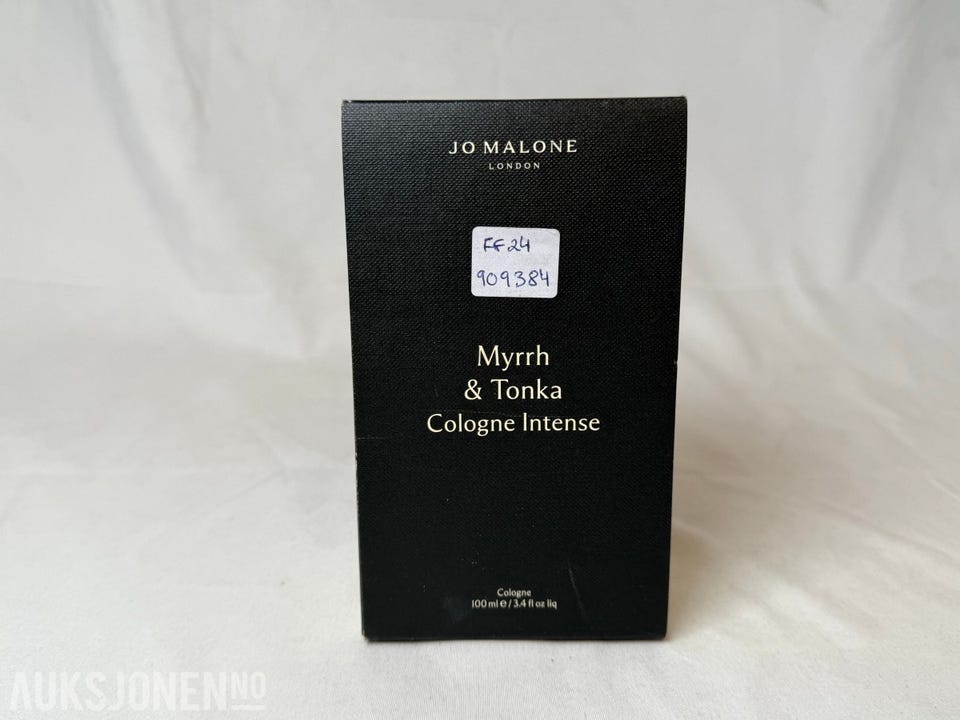 JO MALONE
LONDON
FF24
909384
Myrrh
& Tonka
Cologne Intense
Cologne
100 ml e / 3.4 fl oz liq
AUKSJONEN NO